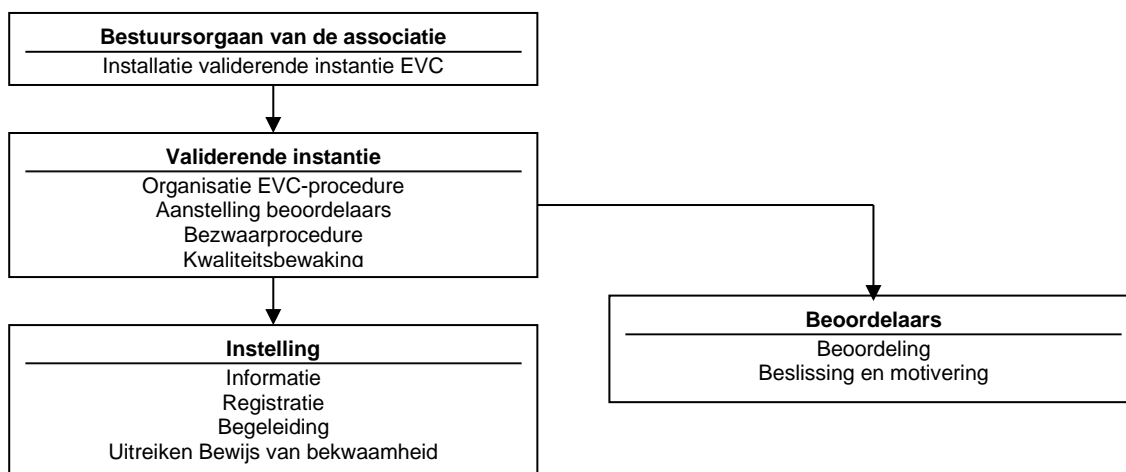 Bestuursorgaan van de associatie
Installatie validerende instantie EVC
Validerende instantie
Organisatie EVC-procedure
Aanstelling beoordelaars
Bezwaarprocedure
Kwaliteitsbewaking
Instelling
Informatie
Registratie
Begeleiding
Uitreiken Bewijs van bekwaamheid
Beoordelaars
Beoordeling
Beslissing en motivering